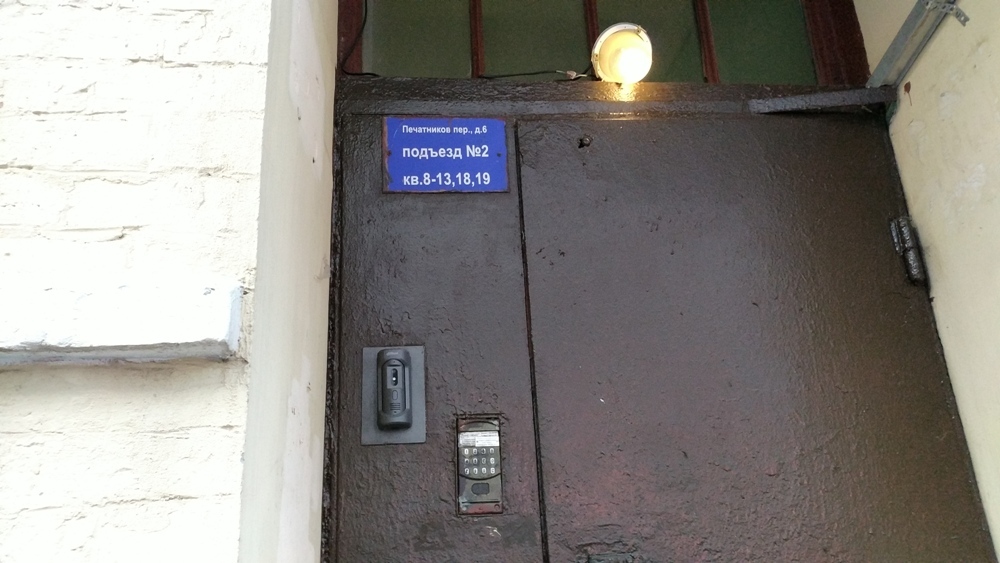 Печатников пер., д.6
подъезд №2
кв.8-13,18,19